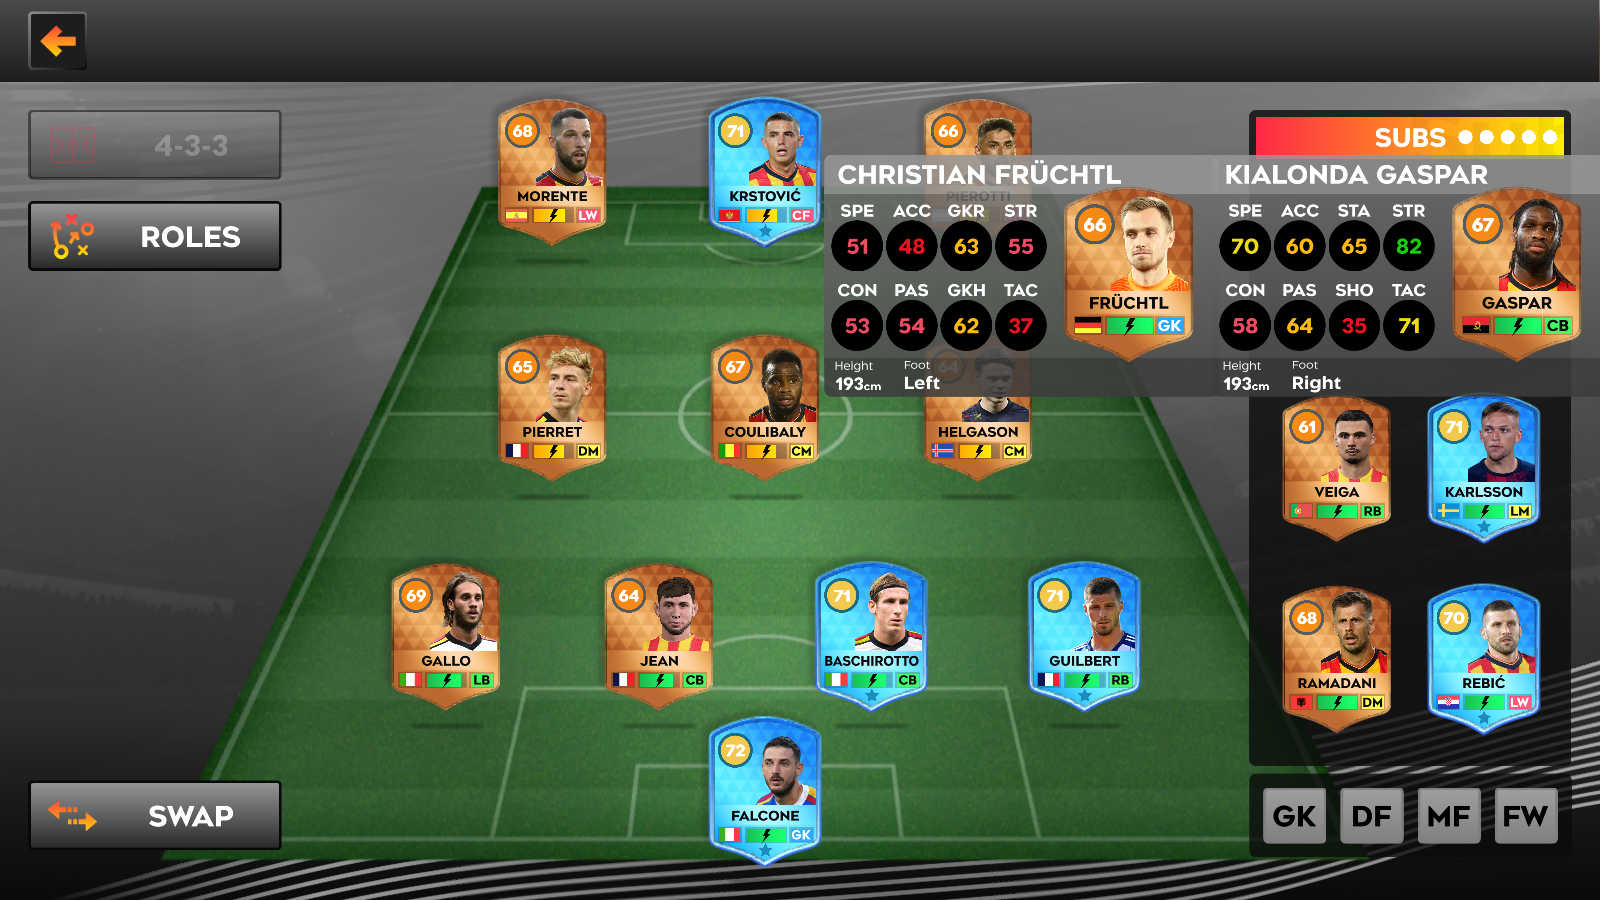 4-3-3
ROLES
SWAP
68
MORENTE
LW
71
KRSTOVIĆ
CF
66
PIEROTTI
SUBS
CHRISTIAN FRÜCHTL
SPE ACC GKR STR
51 48 63 55
CON PAS GKH TAC
53 54 62 37
Height Foot
193cm Left
66
FRÜCHTL
GK
KIALONDA GASPAR
SPE ACC STA STR
70 60 65 82
CON PAS SHO TAC
58 64 35 71
Height Foot
193cm Right
67
GASPAR
CB
65
PIERRET
DM
67
COULIBALY
CM
64
HELGASON
CM
61
VEIGA
RB
71
KARLSSON
LM
69
GALLO
LB
64
JEAN
CB
71
BASCHIROTTO
CB
71
GUILBERT
RB
68
RAMADANI
DM
70
REBIĆ
LW
72
FALCONE
GK
GK DF MF FW